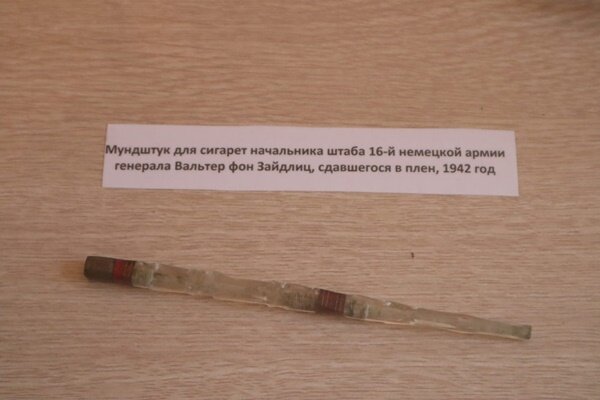 Мундштук для сигарет начальника штаба 16-й немецкой армии
генерала Вальтер фон Зайдлиц, сдавшегося в плен, 1942 год